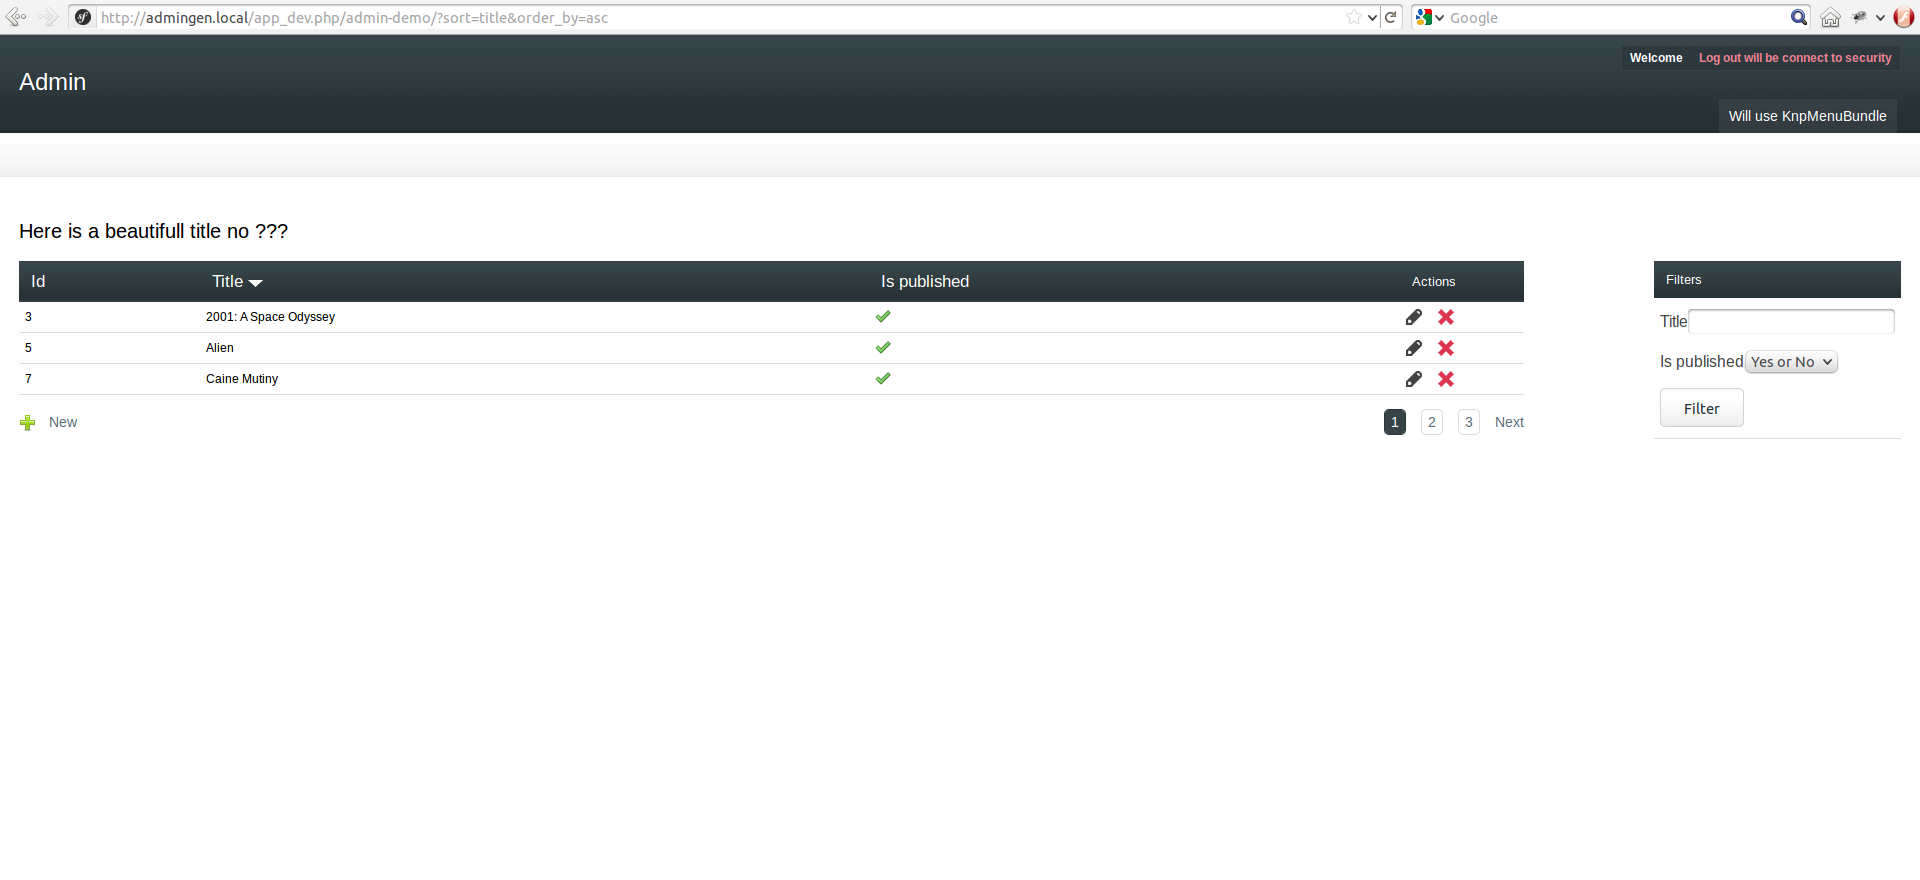 http://admingen.local/app_dev.php/admin-demo/?sort=title&order_by=asc
Google
Welcome Log out will be connect to security
Admin
Will use KnpMenuBundle
Here is a beautifull title no ???
Id Title Is published Actions
3 2001: A Space Odyssey
5 Alien
7 Caine Mutiny
New
1 2 3 Next
Filters
Title
Is published Yes or No
Filter